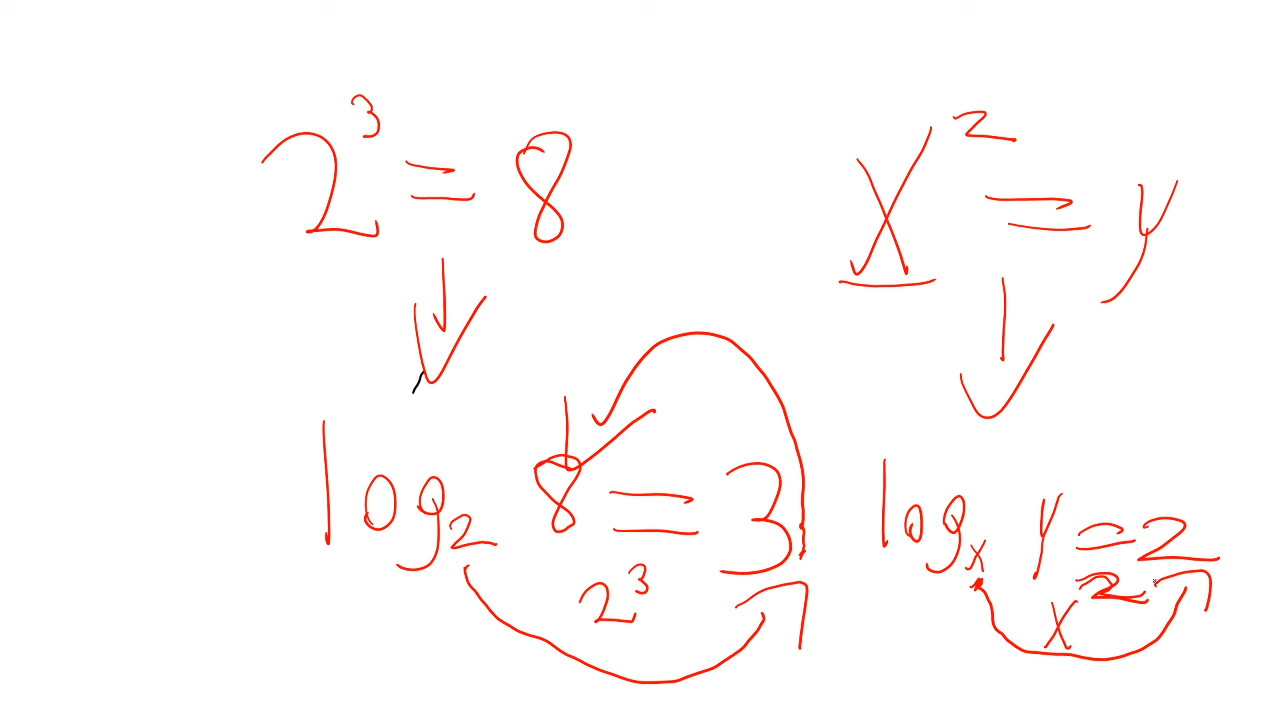 2³ = 8
x² = y
log₂ 8 = 3
logₓ y = 2
2³
x²